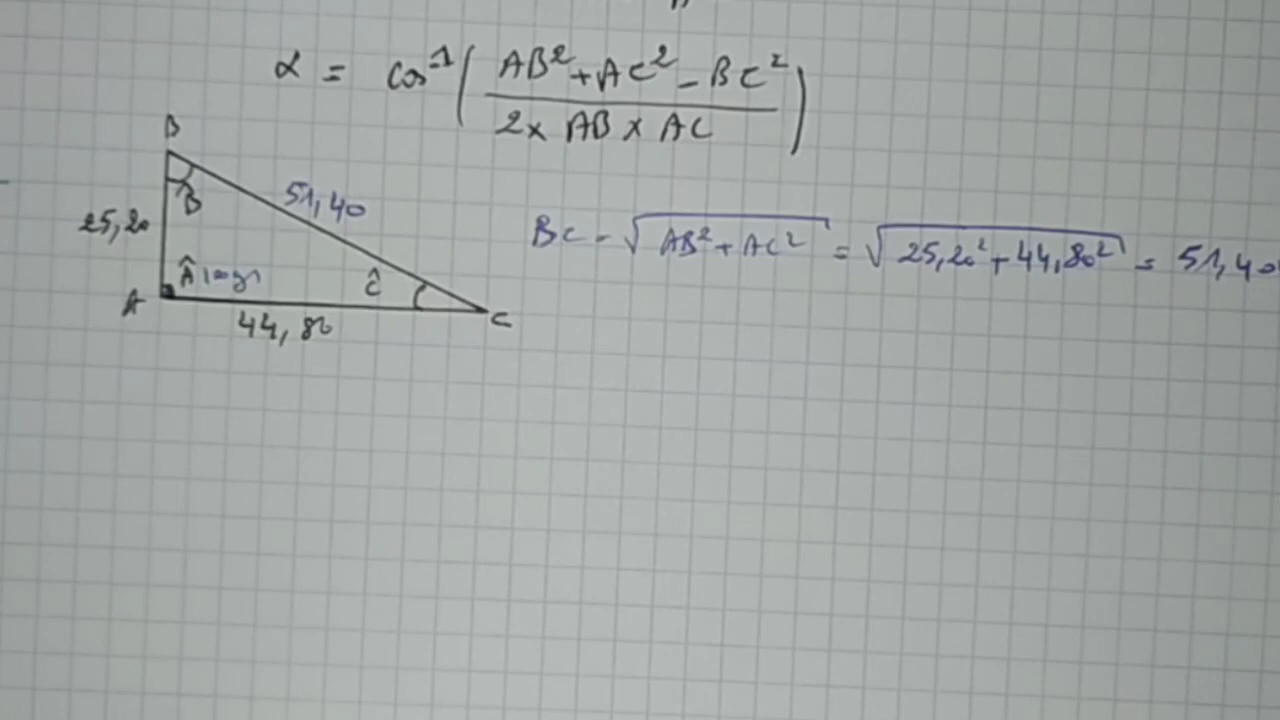 α = cos⁻¹( (AB² + AC² - BC²) / (2 x AB x AC) )
B
B
51,40
25,20
BC - √(AB² + AC²) = √(25,20² + 44,80²) = 51,40
Â 100gr
Ĉ
A
C
44,80